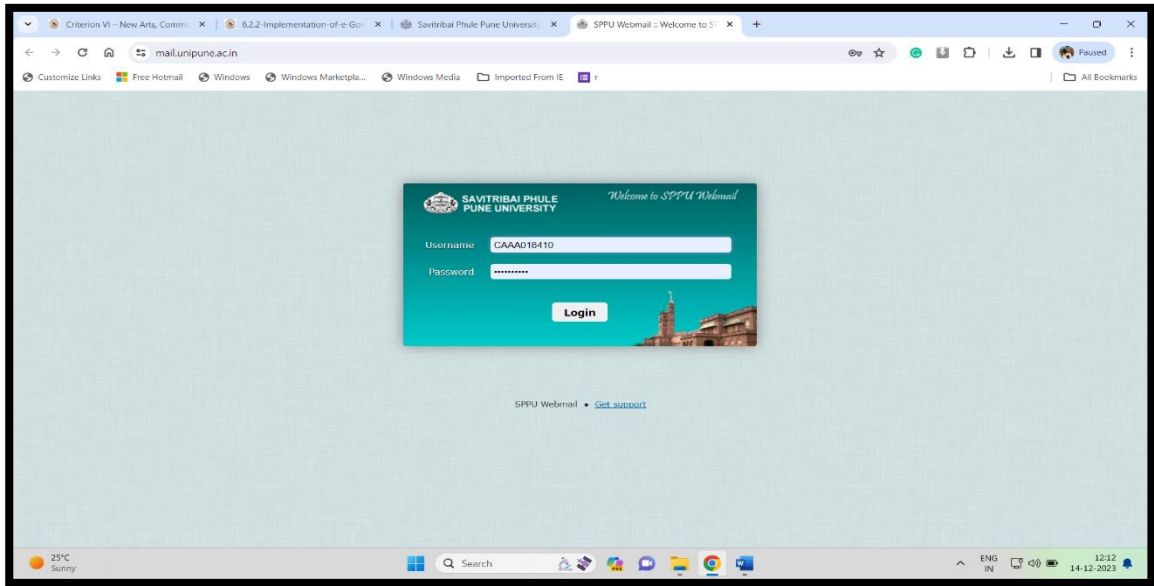 Criterion VI – New Arts, Comm
6.2.2-Implementation-of-e-Gov
Savitribai Phule Pune Universit
SPPU Webmail :: Welcome to S
mail.unipune.ac.in
Paused
Customize Links
Free Hotmail
Windows
Windows Marketpla...
Windows Media
Imported From IE
r
All Bookmarks
SAVITRIBAI PHULE
PUNE UNIVERSITY
Welcome to SPPU Webmail
Username CAAA016410
Password ••••••••••
Login
SPPU Webmail • Get support
25°C
Sunny
Search
ENG
IN
12:12
14-12-2023